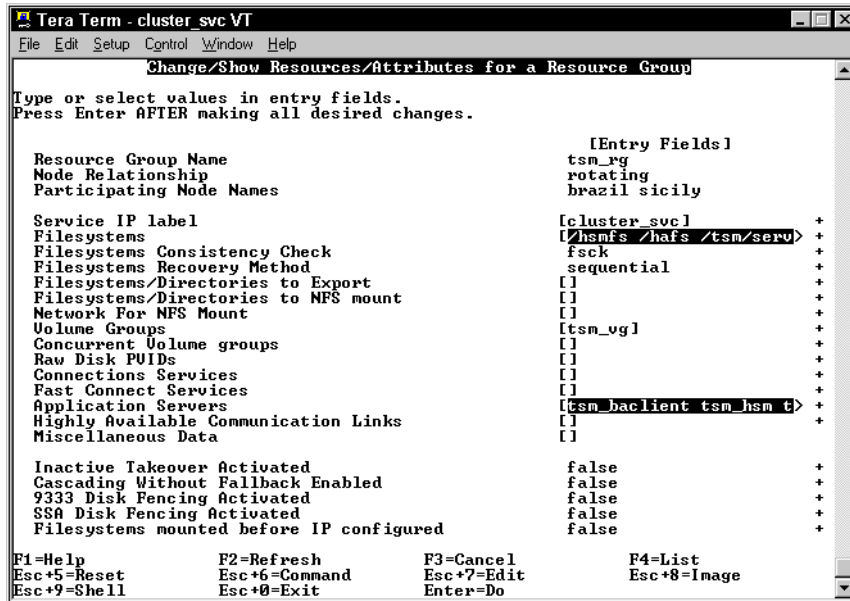 Tera Term - cluster_svc VT
File Edit Setup Control Window Help
Change/Show Resources/Attributes for a Resource Group
Type or select values in entry fields.
Press Enter AFTER making all desired changes.
[Entry Fields]
Resource Group Name tsm_rg
Node Relationship rotating
Participating Node Names brazil sicily
Service IP label [cluster_svc] +
Filesystems [/hsmfs /hafs /tsm/serv> +
Filesystems Consistency Check fsck +
Filesystems Recovery Method sequential +
Filesystems/Directories to Export [] +
Filesystems/Directories to NFS mount [] +
Network For NFS Mount [] +
Volume Groups [tsm_vg] +
Concurrent Volume groups [] +
Raw Disk PVIDs [] +
Connections Services [] +
Fast Connect Services [] +
Application Servers [tsm_baclient tsm_hsm t> +
Highly Available Communication Links [] +
Miscellaneous Data []
Inactive Takeover Activated false +
Cascading Without Fallback Enabled false +
9333 Disk Fencing Activated false +
SSA Disk Fencing Activated false +
Filesystems mounted before IP configured false +
F1=Help F2=Refresh F3=Cancel F4=List
Esc+5=Reset Esc+6=Command Esc+7=Edit Esc+8=Image
Esc+9=Shell Esc+0=Exit Enter=Do